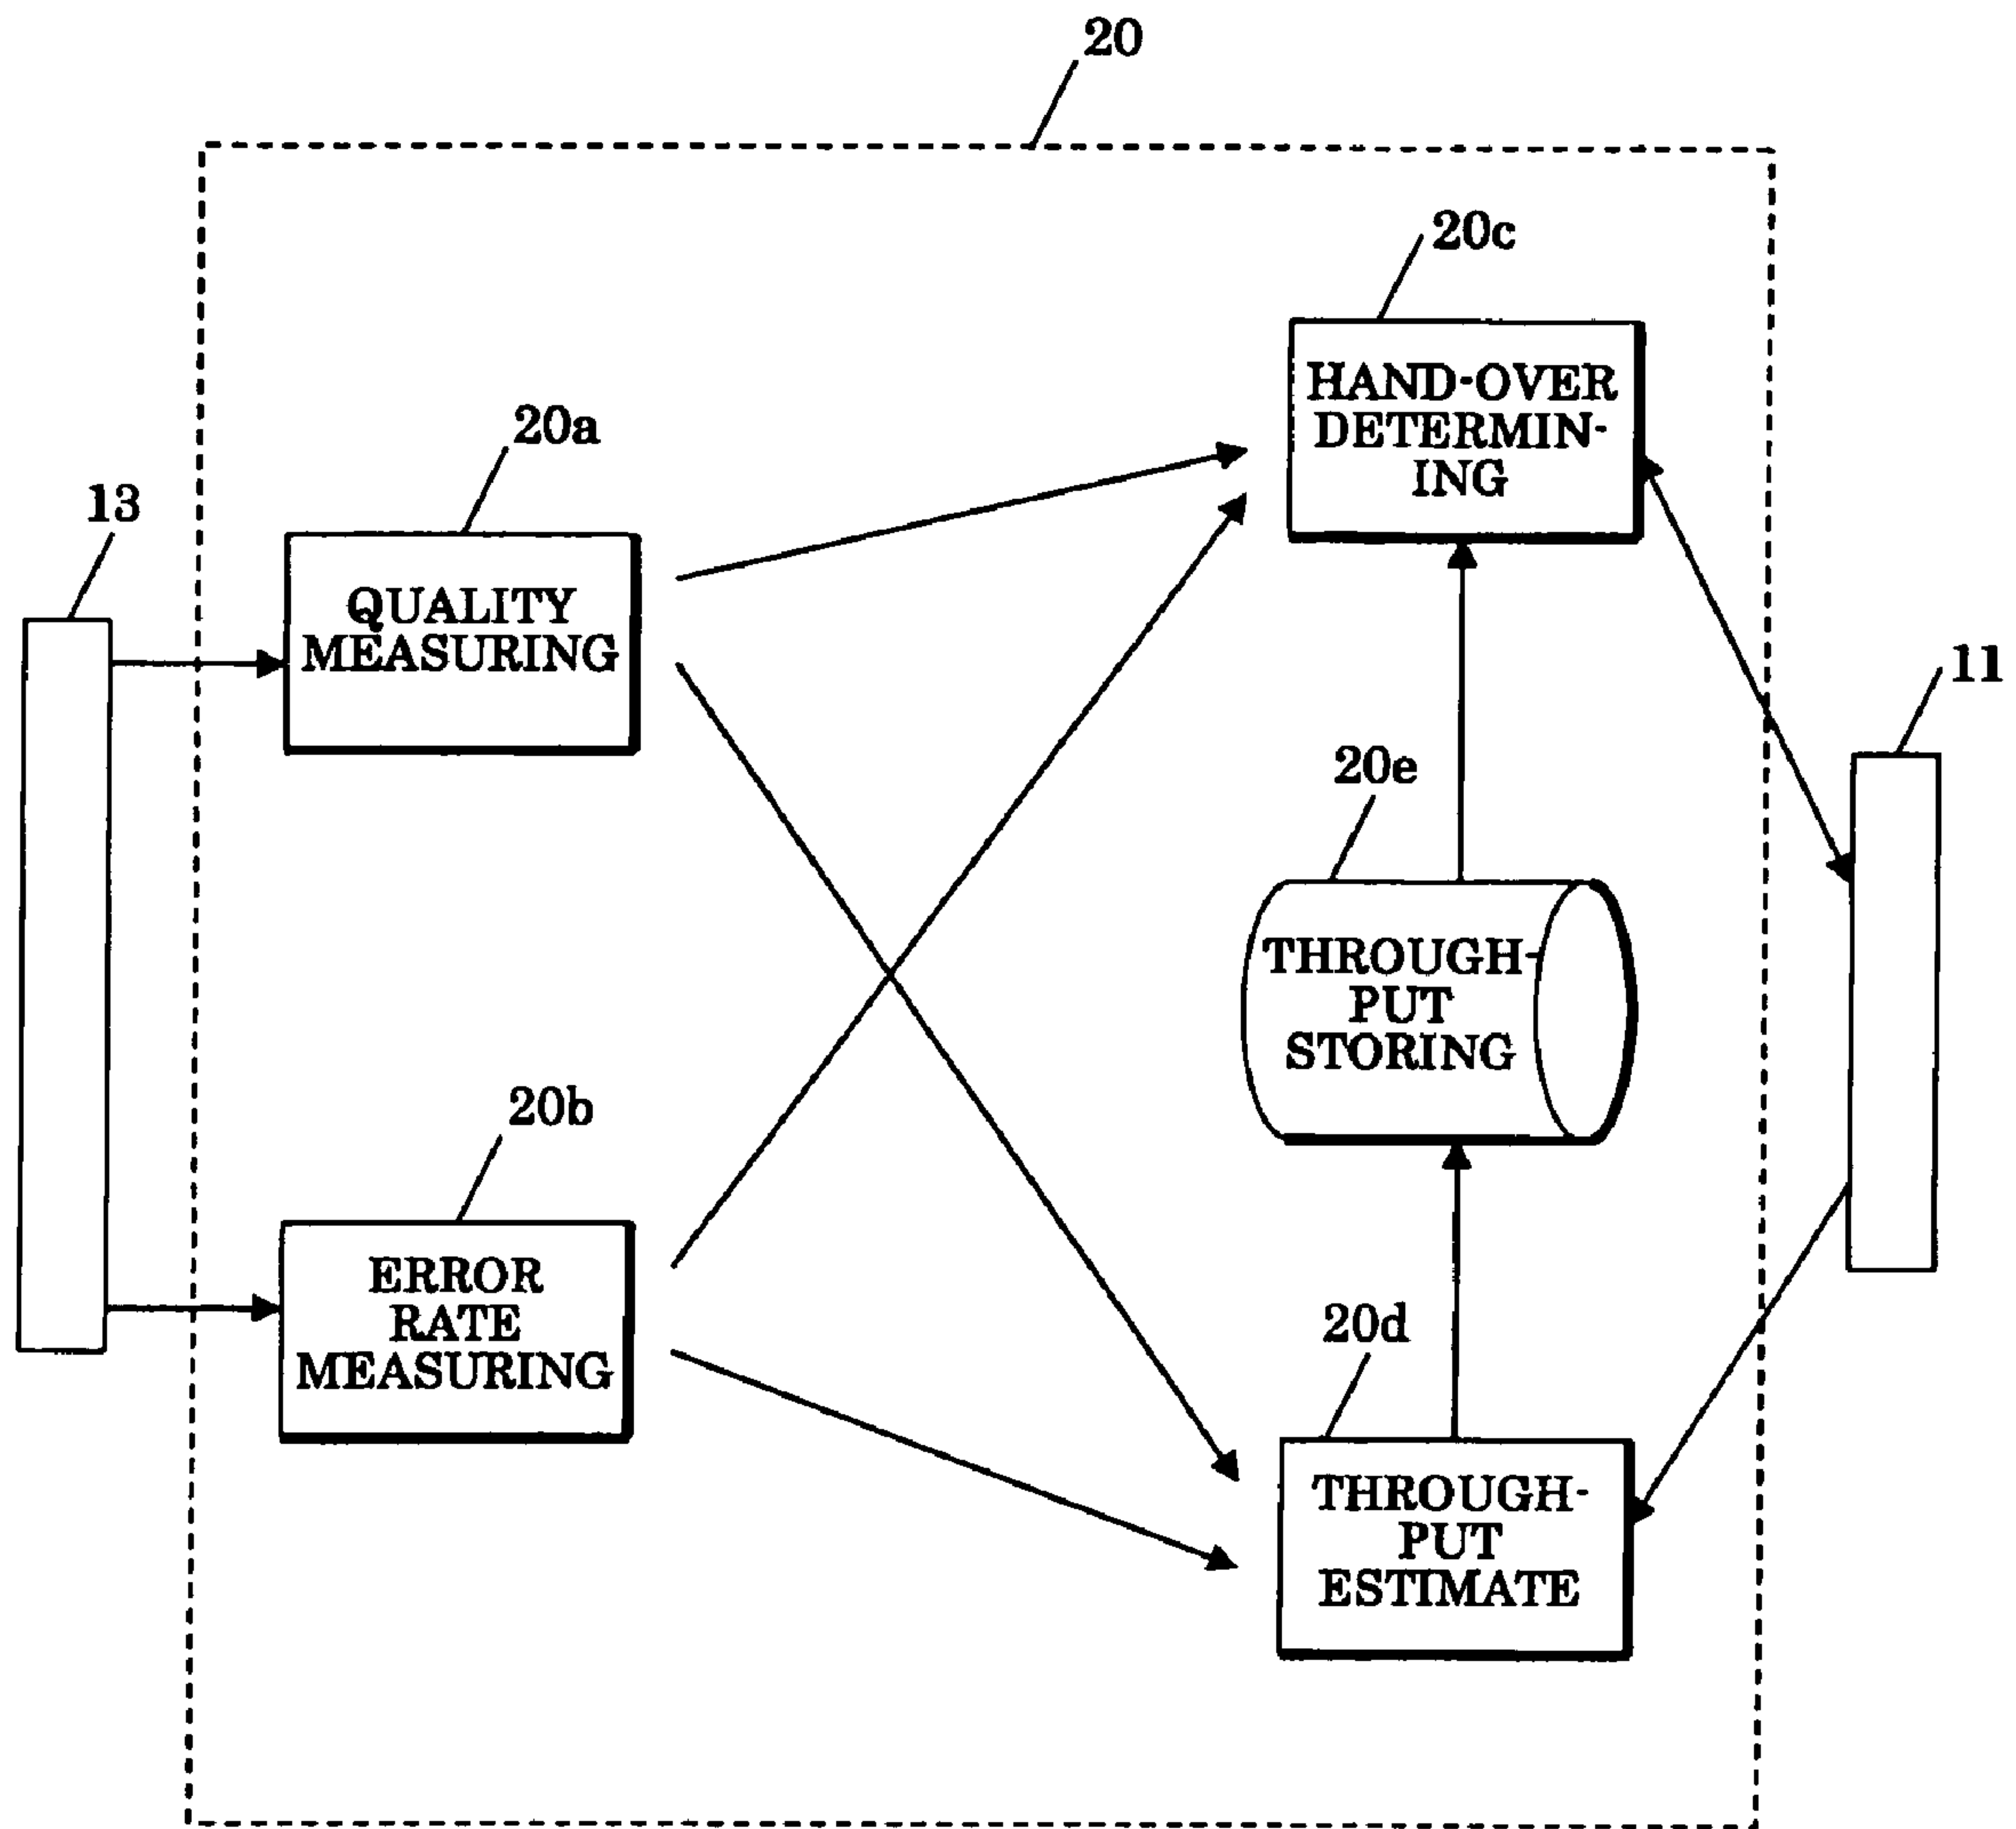 20
20c
HAND-OVER
DETERMIN-
ING
20a
13
QUALITY
MEASURING
11
20e
THROUGH-
PUT
STORING
20b
ERROR
RATE
MEASURING
20d
THROUGH-
PUT
ESTIMATE